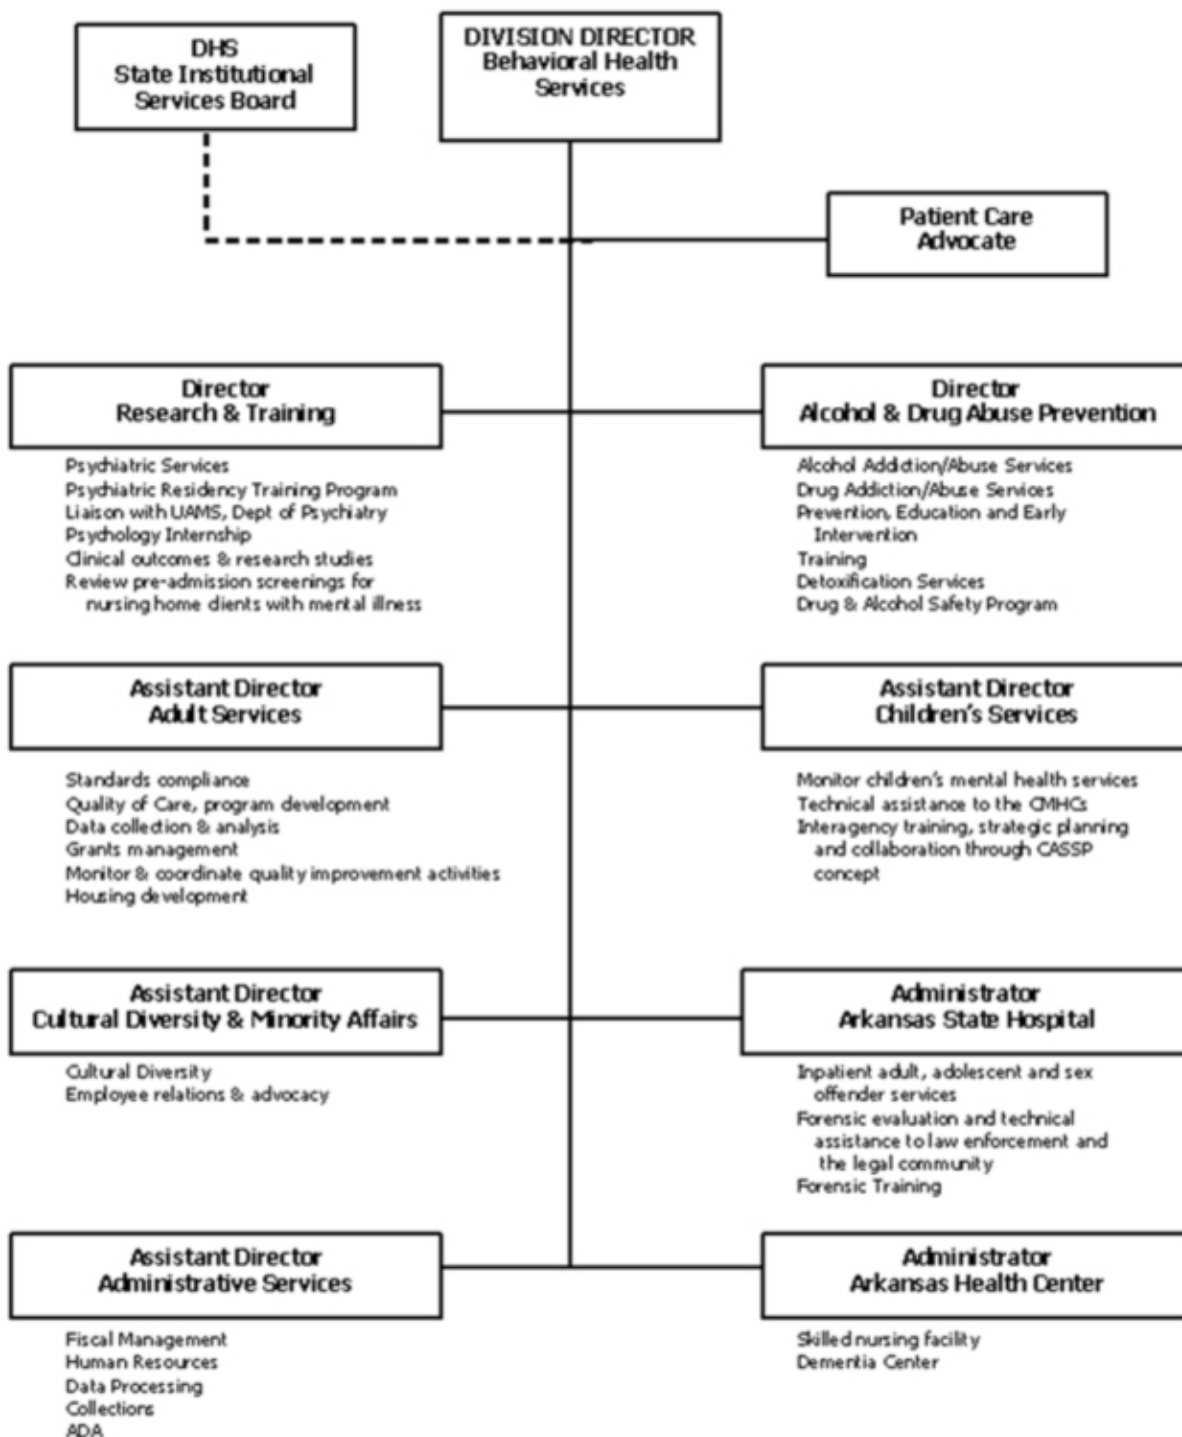 DHS
State Institutional
Services Board
DIVISION DIRECTOR
Behavioral Health
Services
Patient Care
Advocate
Director
Research & Training
Psychiatric Services
Psychiatric Residency Training Program
Liaison with UAMS, Dept of Psychiatry
Psychology Internship
Clinical outcomes & research studies
Review pre-admission screenings for
nursing home clients with mental illness
Director
Alcohol & Drug Abuse Prevention
Alcohol Addiction/Abuse Services
Drug Addiction/Abuse Services
Prevention, Education and Early
Intervention
Training
Detoxification Services
Drug & Alcohol Safety Program
Assistant Director
Adult Services
Standards compliance
Quality of Care, program development
Data collection & analysis
Grants management
Monitor & coordinate quality improvement activities
Housing development
Assistant Director
Children's Services
Monitor children's mental health services
Technical assistance to the CMHCs
Interagency training, strategic planning
and collaboration through CASSP
concept
Assistant Director
Cultural Diversity & Minority Affairs
Cultural Diversity
Employee relations & advocacy
Administrator
Arkansas State Hospital
Inpatient adult, adolescent and sex
offender services
Forensic evaluation and technical
assistance to law enforcement and
the legal community
Forensic Training
Assistant Director
Administrative Services
Fiscal Management
Human Resources
Data Processing
Collections
ADA
Administrator
Arkansas Health Center
Skilled nursing facility
Dementia Center